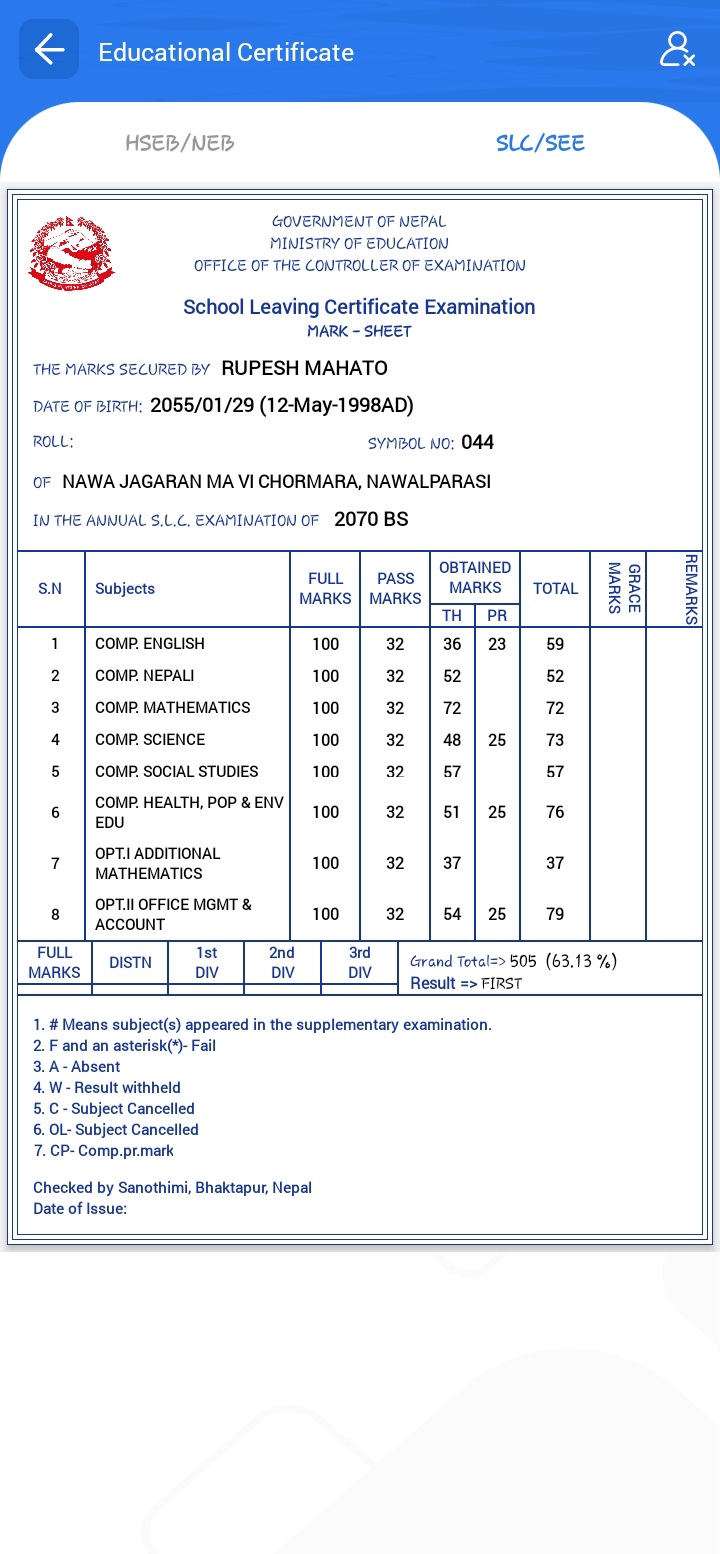 Educational Certificate
HSEB/NEB SLC/SEE
GOVERNMENT OF NEPAL
MINISTRY OF EDUCATION
OFFICE OF THE CONTROLLER OF EXAMINATION
School Leaving Certificate Examination
MARK - SHEET
THE MARKS SECURED BY RUPESH MAHATO
DATE OF BIRTH: 2055/01/29 (12-May-1998AD)
ROLL: SYMBOL NO: 044
OF NAWA JAGARAN MA VI CHORMARA, NAWALPARASI
IN THE ANNUAL S.L.C. EXAMINATION OF 2070 BS
S.N Subjects FULL MARKS PASS MARKS OBTAINED MARKS TH PR TOTAL GRACE MARKS REMARKS
1 COMP. ENGLISH 100 32 36 23 59
2 COMP. NEPALI 100 32 52 52
3 COMP. MATHEMATICS 100 32 72 72
4 COMP. SCIENCE 100 32 48 25 73
5 COMP. SOCIAL STUDIES 100 32 57 57
6 COMP. HEALTH, POP & ENV EDU 100 32 51 25 76
7 OPT.I ADDITIONAL MATHEMATICS 100 32 37 37
8 OPT.II OFFICE MGMT & ACCOUNT 100 32 54 25 79
FULL MARKS DISTN 1st DIV 2nd DIV 3rd DIV
Grand Total=> 505 (63.13 %)
Result => FIRST
1. # Means subject(s) appeared in the supplementary examination.
2. F and an asterisk(*)- Fail
3. A - Absent
4. W - Result withheld
5. C - Subject Cancelled
6. OL- Subject Cancelled
7. CP- Comp.pr.mark
Checked by Sanothimi, Bhaktapur, Nepal
Date of Issue: